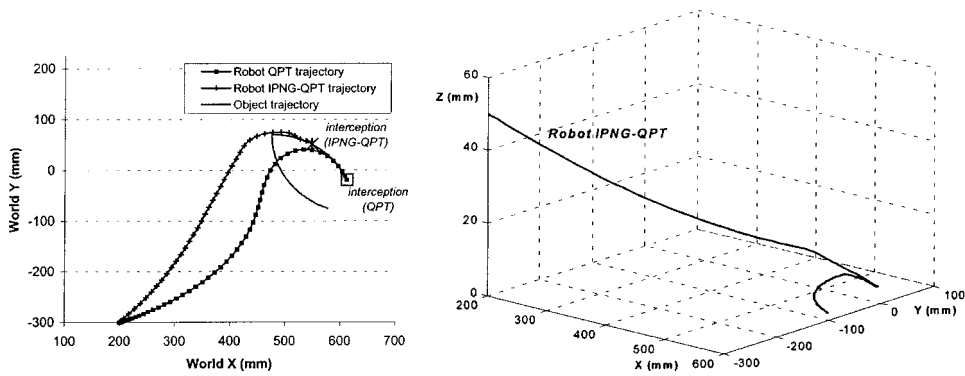 200
100
0
-100
-200
-300
World Y (mm)
100
200
300
400
500
600
700
World X (mm)
Robot QPT trajectory
Robot IPNG-QPT trajectory
Object trajectory
interception
(IPNG-QPT)
interception
(QPT)
60
Z (mm)
40
20
0
Robot IPNG-QPT
200
300
400
500
600
X (mm)
-300
-200
-100
0
100
Y (mm)